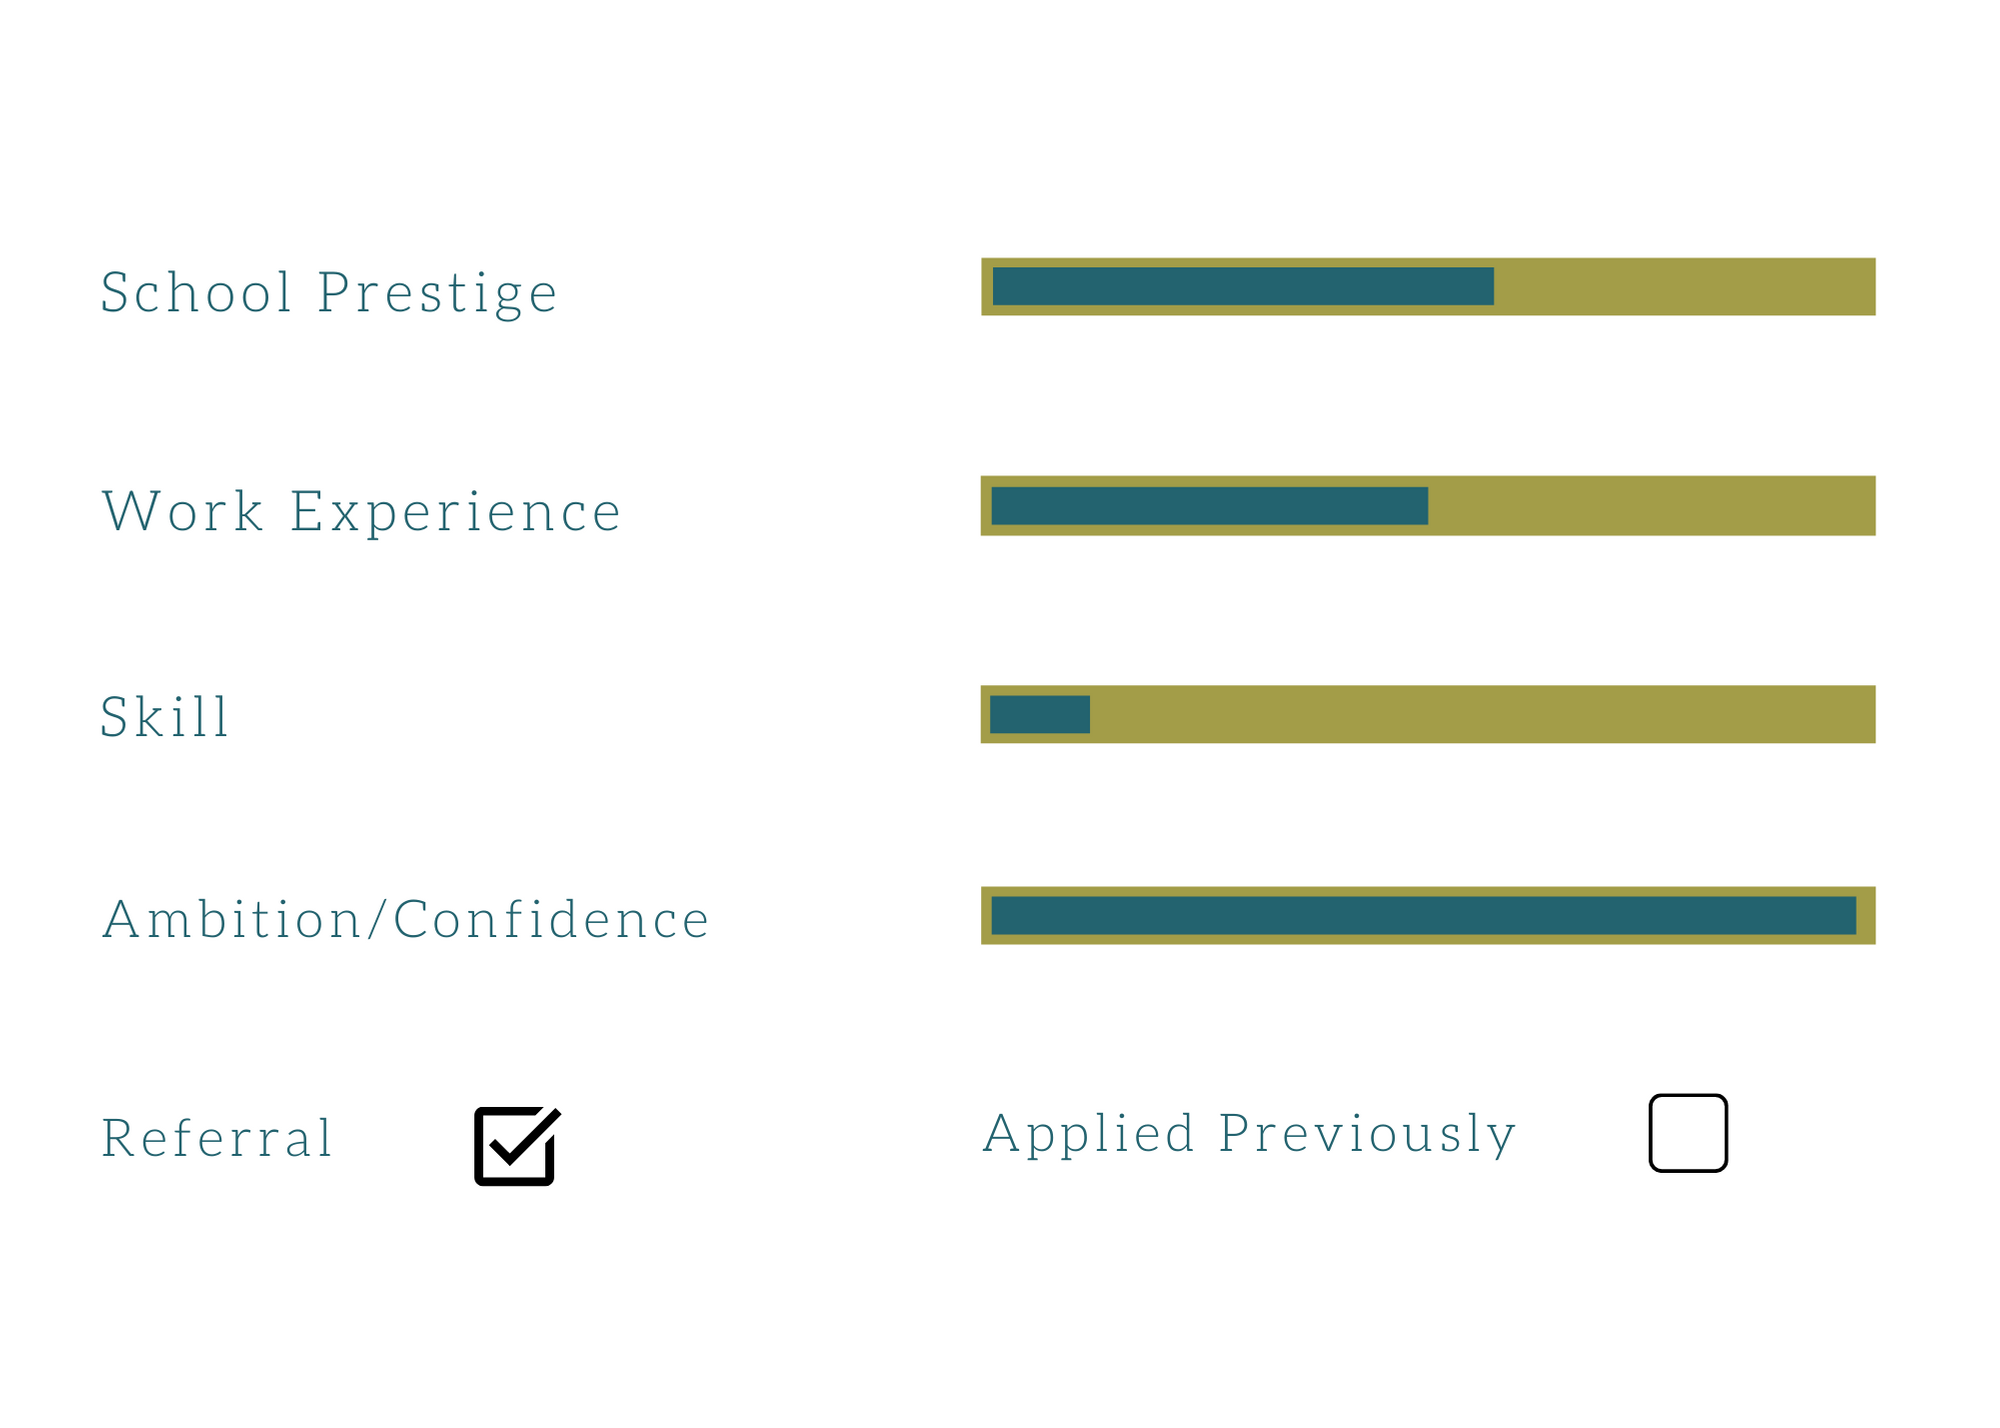 School Prestige
Work Experience
Skill
Ambition/Confidence
Referral
Applied Previously